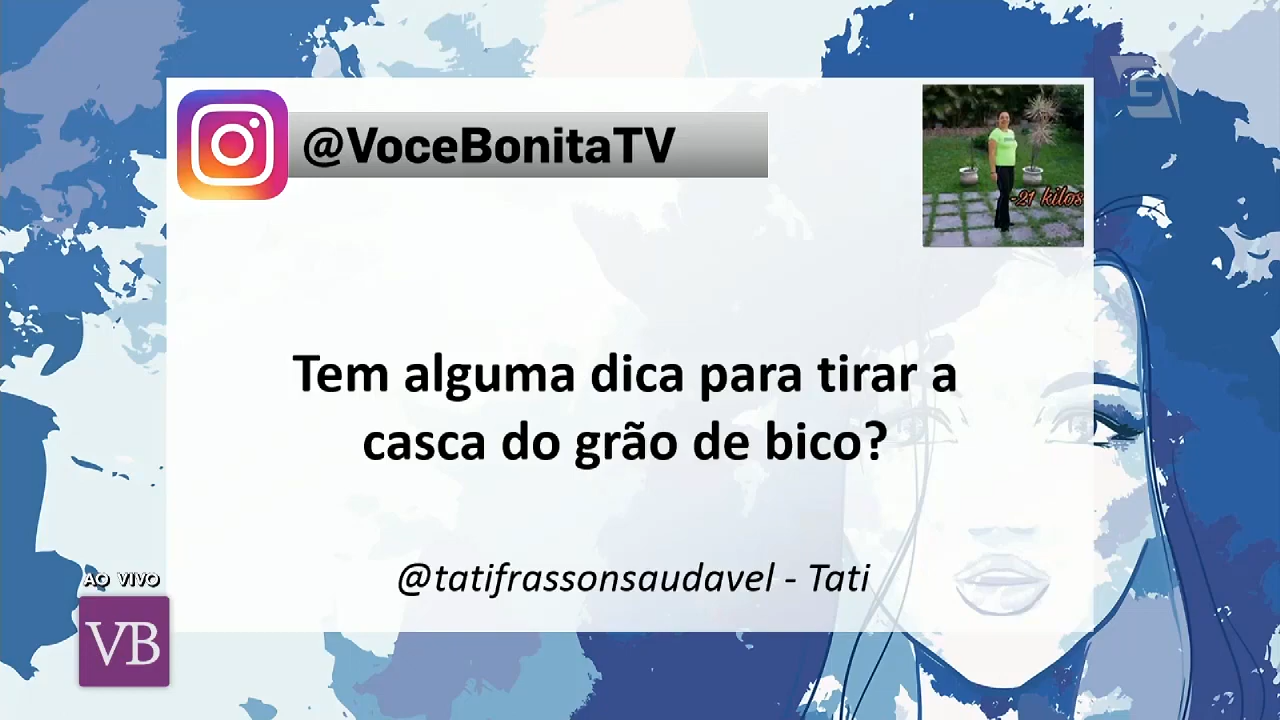 @VoceBonitaTV
-21 kilos
Tem alguma dica para tirar a
casca do grão de bico?
@tatifrassonsaudavel - Tati
AO VIVO
VB